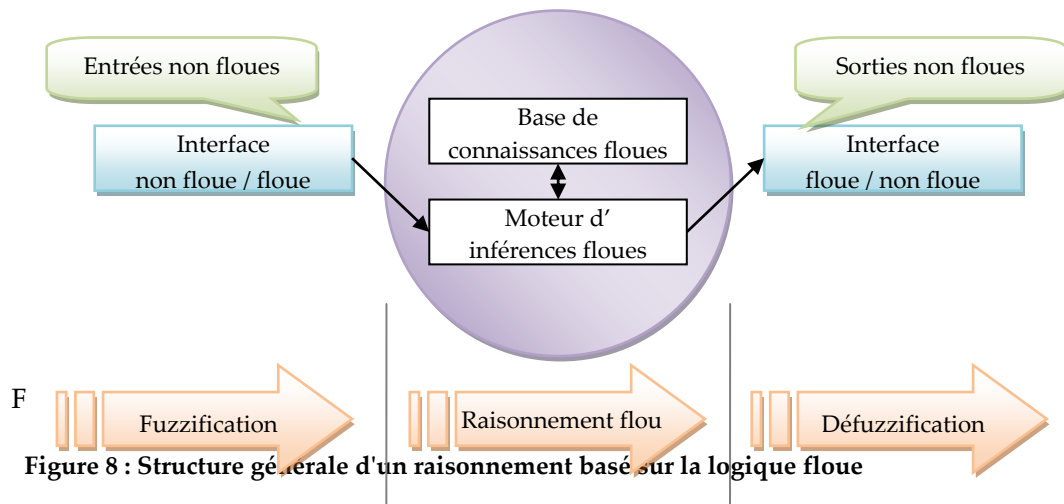 Entrées non floues
Sorties non floues
Base de
connaissances floues
Interface
non floue / floue
Interface
floue / non floue
Moteur d'
inférences floues
F
Fuzzification
Raisonnement flou
Défuzzification
Figure 8 : Structure générale d'un raisonnement basé sur la logique floue